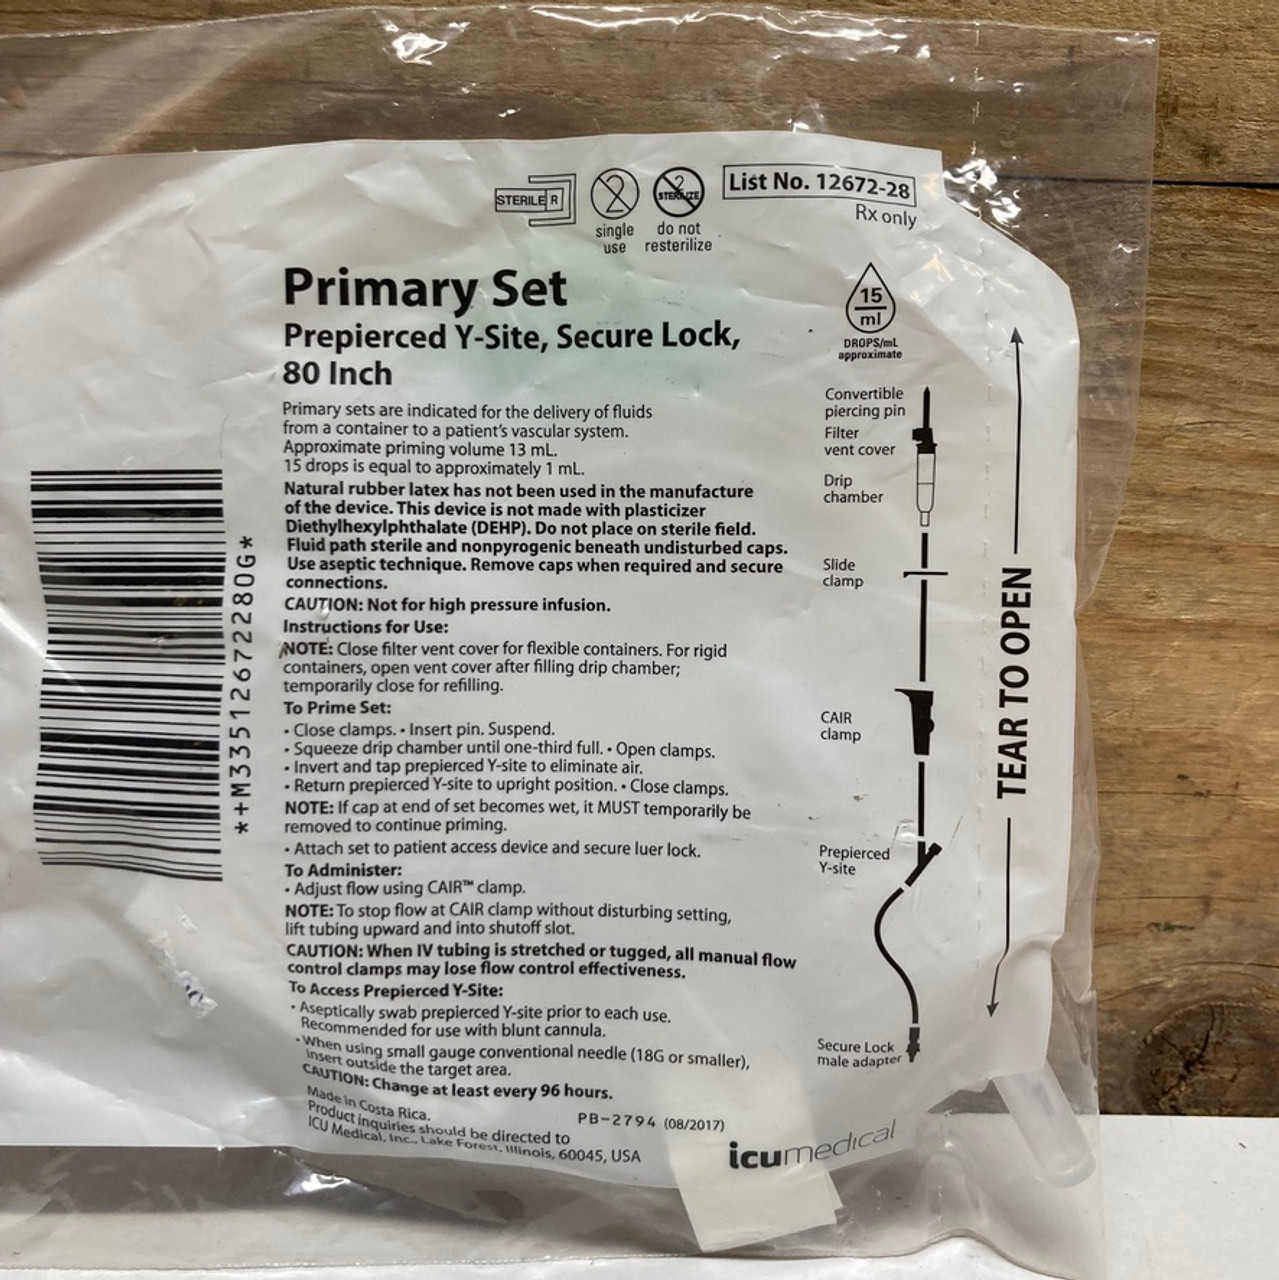 STERILE R
2
single
use
2
STERILIZE
do not
resterilize
List No. 12672-28
Rx only
Primary Set
Prepierced Y-Site, Secure Lock,
80 Inch
Primary sets are indicated for the delivery of fluids
from a container to a patient's vascular system.
Approximate priming volume 13 mL.
15 drops is equal to approximately 1 mL.
Natural rubber latex has not been used in the manufacture
of the device. This device is not made with plasticizer
Diethylhexylphthalate (DEHP). Do not place on sterile field.
Fluid path sterile and nonpyrogenic beneath undisturbed caps.
Use aseptic technique. Remove caps when required and secure
connections.
CAUTION: Not for high pressure infusion.
Instructions for Use:
NOTE: Close filter vent cover for flexible containers. For rigid
containers, open vent cover after filling drip chamber;
temporarily close for refilling.
To Prime Set:
• Close clamps. • Insert pin. Suspend.
• Squeeze drip chamber until one-third full. • Open clamps.
• Invert and tap prepierced Y-site to eliminate air.
• Return prepierced Y-site to upright position. • Close clamps.
NOTE: If cap at end of set becomes wet, it MUST temporarily be
removed to continue priming.
• Attach set to patient access device and secure luer lock.
To Administer:
• Adjust flow using CAIR™ clamp.
NOTE: To stop flow at CAIR clamp without disturbing setting,
lift tubing upward and into shutoff slot.
CAUTION: When IV tubing is stretched or tugged, all manual flow
control clamps may lose flow control effectiveness.
To Access Prepierced Y-Site:
• Aseptically swab prepierced Y-site prior to each use.
Recommended for use with blunt cannula.
• When using small gauge conventional needle (18G or smaller),
insert outside the target area.
CAUTION: Change at least every 96 hours.
Made in Costa Rica.
Product inquiries should be directed to
ICU Medical, Inc., Lake Forest, Illinois, 60045, USA
PB-2794 (08/2017)
icumedical
15
ml
DROPS/mL
approximate
Convertible
piercing pin
Filter
vent cover
Drip
chamber
Slide
clamp
CAIR
clamp
Prepierced
Y-site
Secure Lock
male adapter
TEAR TO OPEN
*+M335126722280G*